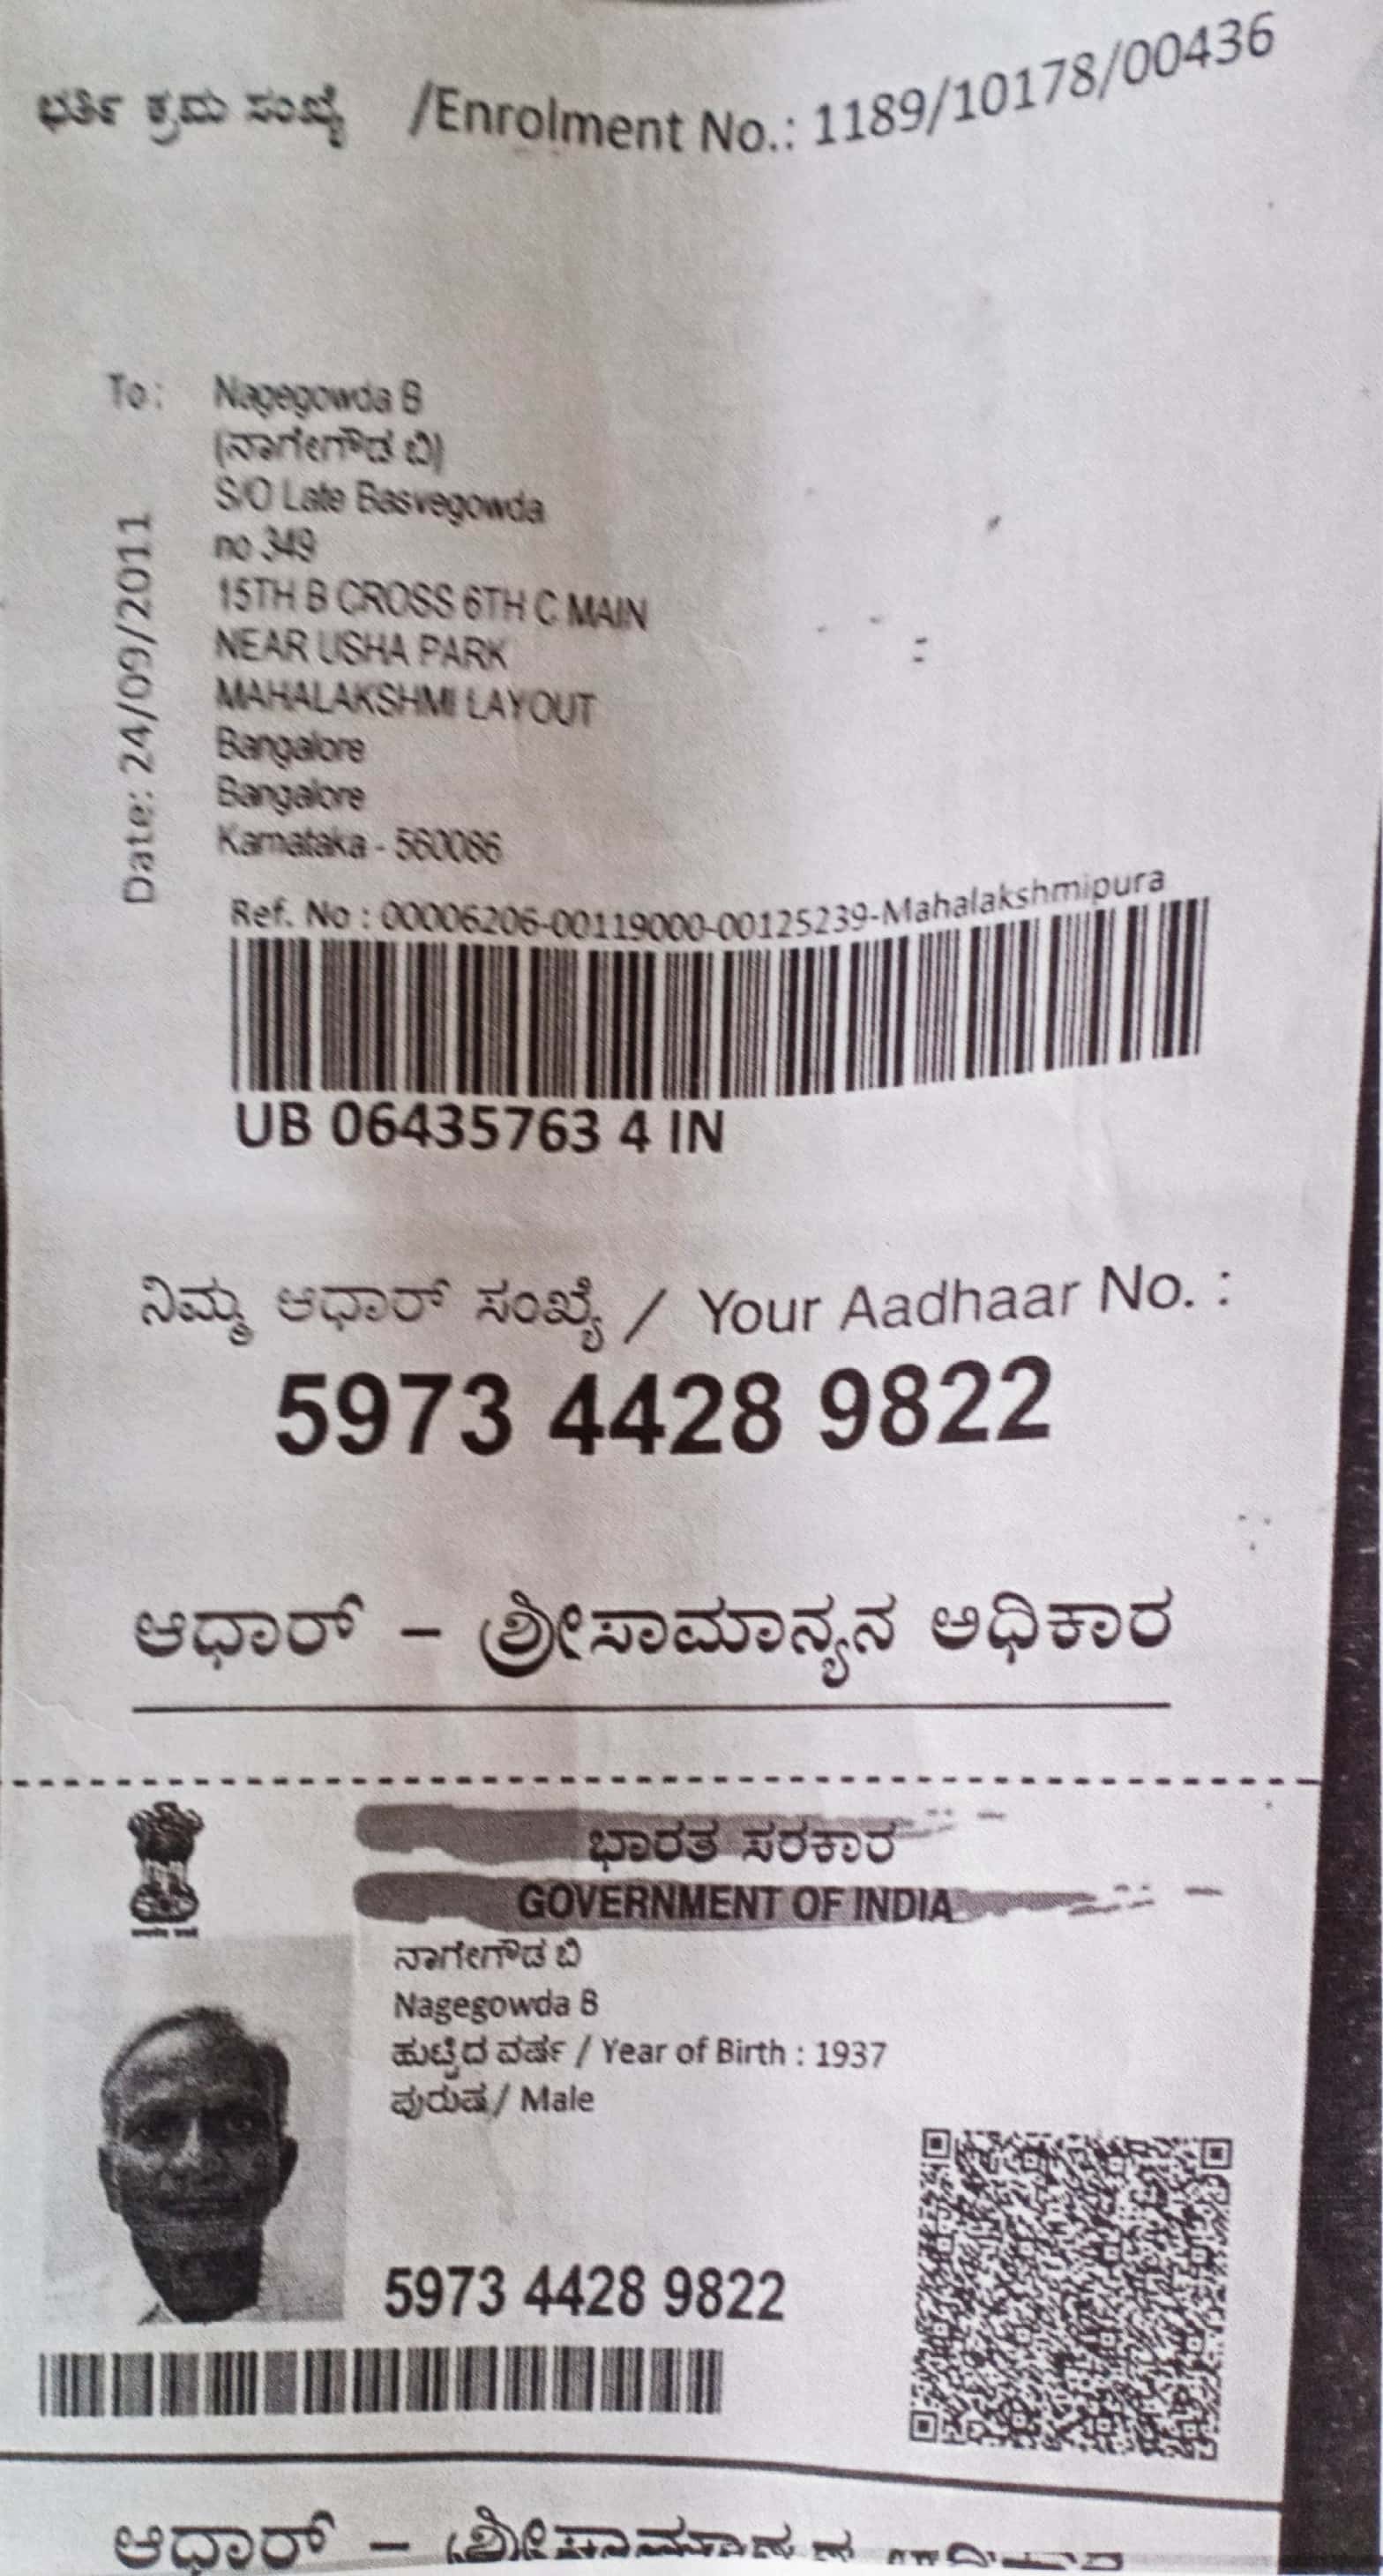 ಭರ್ತಿ ಕ್ರಮ ಸಂಖ್ಯೆ /Enrolment No.: 1189/10178/00436
To:
Nagegowda B
(ನಾಗೇಗೌಡ ಬಿ)
S/O Late Basvegowda
no 349
15TH B CROSS 6TH C MAIN
NEAR USHA PARK
MAHALAKSHMI LAYOUT
Bangalore
Bangalore
Karnataka - 560086
Date: 24/09/2011
Ref. No : 00006206-00119000-00125239-Mahalakshmipura
UB 06435763 4 IN
ನಿಮ್ಮ ಆಧಾರ್ ಸಂಖ್ಯೆ / Your Aadhaar No. :
5973 4428 9822
ಆಧಾರ್ – ಶ್ರೀಸಾಮಾನ್ಯನ ಅಧಿಕಾರ
ಭಾರತ ಸರಕಾರ
GOVERNMENT OF INDIA
ನಾಗೇಗೌಡ ಬಿ
Nagegowda B
ಹುಟ್ಟಿದ ವರ್ಷ / Year of Birth : 1937
ಪುರುಷ / Male
5973 4428 9822
ಆಧಾರ್ –